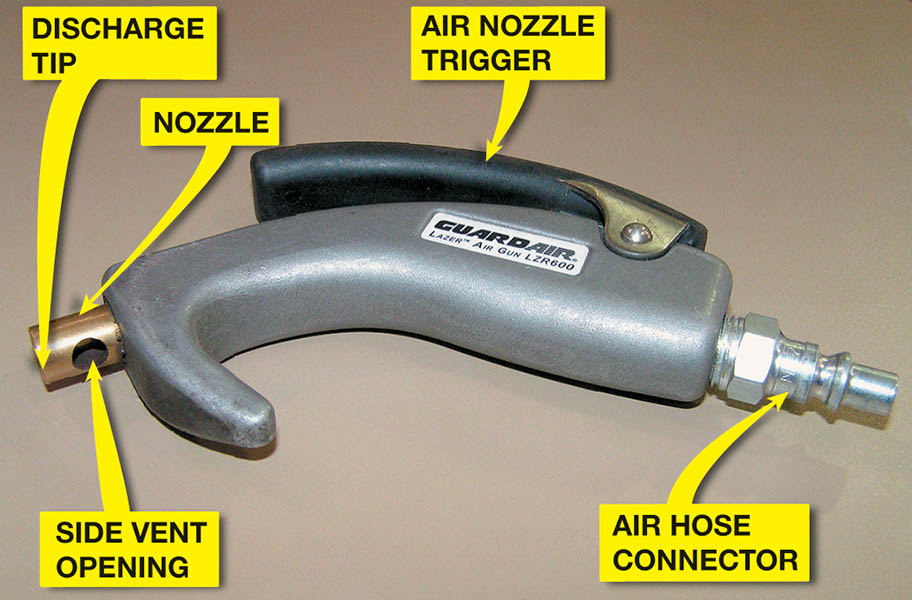 DISCHARGE
TIP
AIR NOZZLE
TRIGGER
NOZZLE
GUARDAIR®
LAZER™ AIR GUN LZR600
SIDE VENT
OPENING
AIR HOSE
CONNECTOR